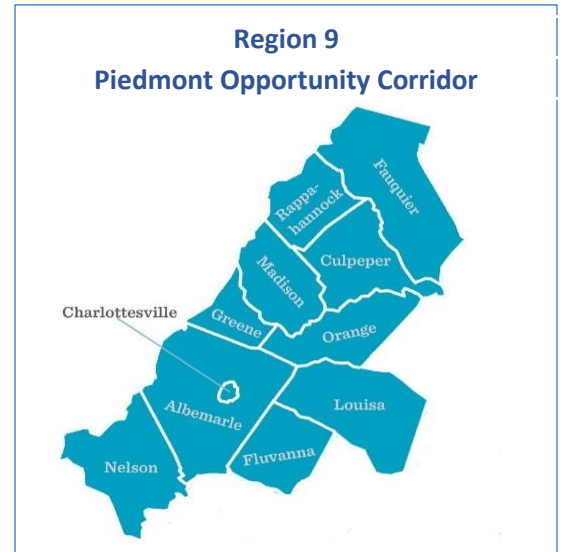 Region 9
Piedmont Opportunity Corridor
Fauquier
Rappa-
hannock
Culpeper
Madison
Charlottesville
Greene
Orange
Albemarle
Louisa
Fluvanna
Nelson